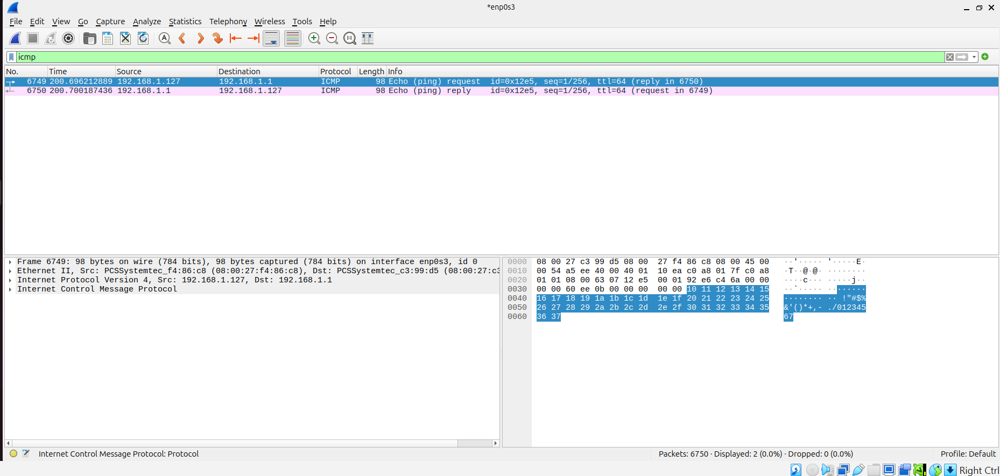 *enp0s3
File Edit View Go Capture Analyze Statistics Telephony Wireless Tools Help
icmp
No. Time Source Destination Protocol Length Info
6749 200.696212889 192.168.1.127 192.168.1.1 ICMP 98 Echo (ping) request id=0x12e5, seq=1/256, ttl=64 (reply in 6750)
6750 200.700187436 192.168.1.1 192.168.1.127 ICMP 98 Echo (ping) reply id=0x12e5, seq=1/256, ttl=64 (request in 6749)
Frame 6749: 98 bytes on wire (784 bits), 98 bytes captured (784 bits) on interface enp0s3, id 0
Ethernet II, Src: PCSSystemtec_f4:86:c8 (08:00:27:f4:86:c8), Dst: PCSSystemtec_c3:99:d5 (08:00:27:c3
Internet Protocol Version 4, Src: 192.168.1.127, Dst: 192.168.1.1
Internet Control Message Protocol
0000 08 00 27 c3 99 d5 08 00 27 f4 86 c8 08 00 45 00 ··'····· '·····E·
0010 00 54 a5 ee 40 00 40 01 10 ea c0 a8 01 7f c0 a8 ·T··@·@· ········
0020 01 01 08 00 63 07 12 e5 00 01 92 e6 c4 6a 00 00 ····c··· ·····j··
0030 00 00 60 ee 0b 00 00 00 00 00 10 11 12 13 14 15 ··`····· ········
0040 16 17 18 19 1a 1b 1c 1d 1e 1f 20 21 22 23 24 25 ········ ·· !"#$%
0050 26 27 28 29 2a 2b 2c 2d 2e 2f 30 31 32 33 34 35 &'()*+,- ./012345
0060 36 37 67
Internet Control Message Protocol: Protocol
Packets: 6750 · Displayed: 2 (0.0%) · Dropped: 0 (0.0%)
Profile: Default
Right Ctrl